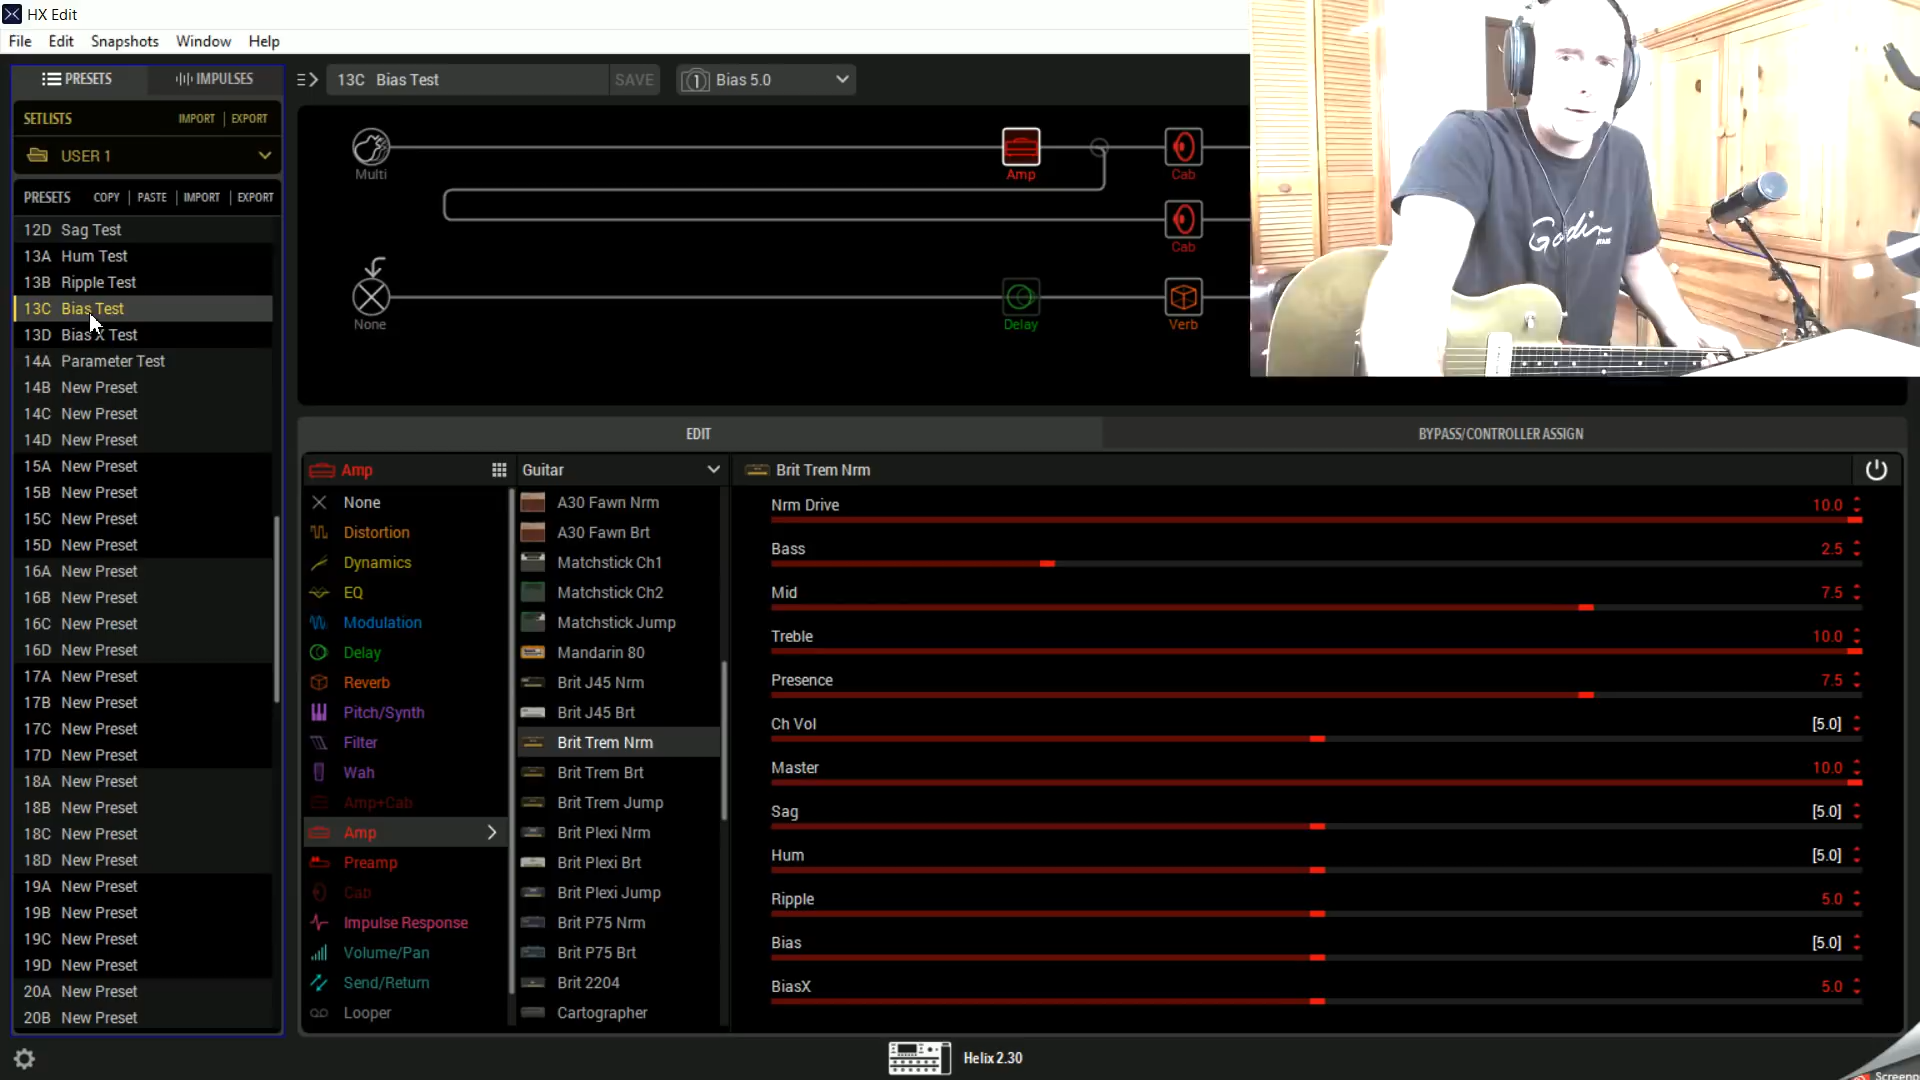 HX Edit
File Edit Snapshots Window Help
PRESETS IMPULSES
SETLISTS IMPORT | EXPORT
USER 1
PRESETS COPY | PASTE | IMPORT | EXPORT
12D Sag Test
13A Hum Test
13B Ripple Test
13C Bias Test
13D Bias X Test
14A Parameter Test
14B New Preset
14C New Preset
14D New Preset
15A New Preset
15B New Preset
15C New Preset
15D New Preset
16A New Preset
16B New Preset
16C New Preset
16D New Preset
17A New Preset
17B New Preset
17C New Preset
17D New Preset
18A New Preset
18B New Preset
18C New Preset
18D New Preset
19A New Preset
19B New Preset
19C New Preset
19D New Preset
20A New Preset
20B New Preset
13C Bias Test SAVE 1 Bias 5.0
Multi Amp Cab
Cab
None Delay Verb
Godin
EDIT BYPASS/CONTROLLER ASSIGN
Amp
None
Distortion
Dynamics
EQ
Modulation
Delay
Reverb
Pitch/Synth
Filter
Wah
Amp+Cab
Amp
Preamp
Cab
Impulse Response
Volume/Pan
Send/Return
Looper
Guitar
A30 Fawn Nrm
A30 Fawn Brt
Matchstick Ch1
Matchstick Ch2
Matchstick Jump
Mandarin 80
Brit J45 Nrm
Brit J45 Brt
Brit Trem Nrm
Brit Trem Brt
Brit Trem Jump
Brit Plexi Nrm
Brit Plexi Brt
Brit Plexi Jump
Brit P75 Nrm
Brit P75 Brt
Brit 2204
Cartographer
Brit Trem Nrm
Nrm Drive 10.0
Bass 2.5
Mid 7.5
Treble 10.0
Presence 7.5
Ch Vol [5.0]
Master 10.0
Sag [5.0]
Hum [5.0]
Ripple 5.0
Bias [5.0]
BiasX 5.0
Helix 2.30